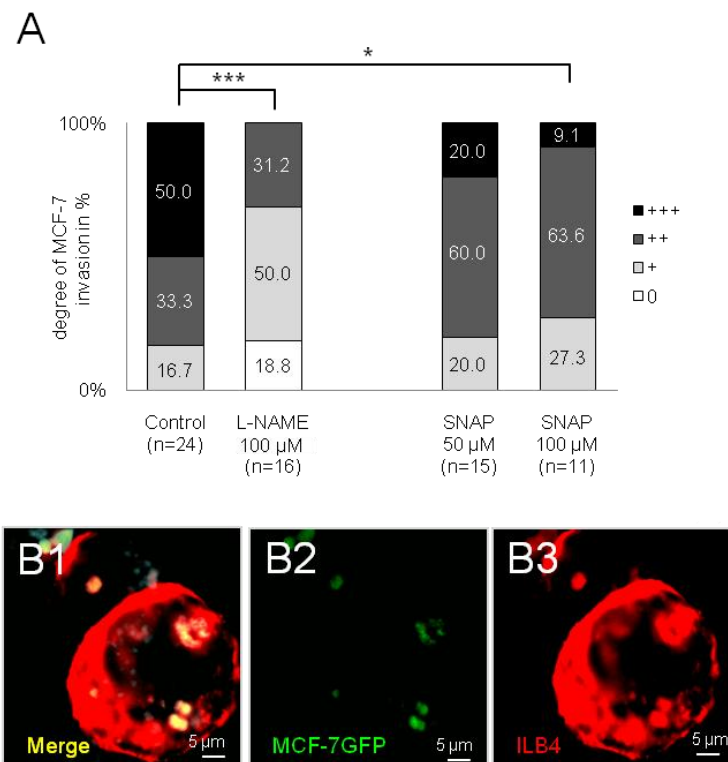 A
*
***
100%
0%
degree of MCF-7
invasion in %
50.0
33.3
16.7
31.2
50.0
18.8
20.0
60.0
20.0
9.1
63.6
27.3
+++
++
+
0
Control
(n=24)
L-NAME
100 µM
(n=16)
SNAP
50 µM
(n=15)
SNAP
100 µM
(n=11)
B1
Merge
5 µm
B2
MCF-7GFP
5 µm
B3
ILB4
5 µm